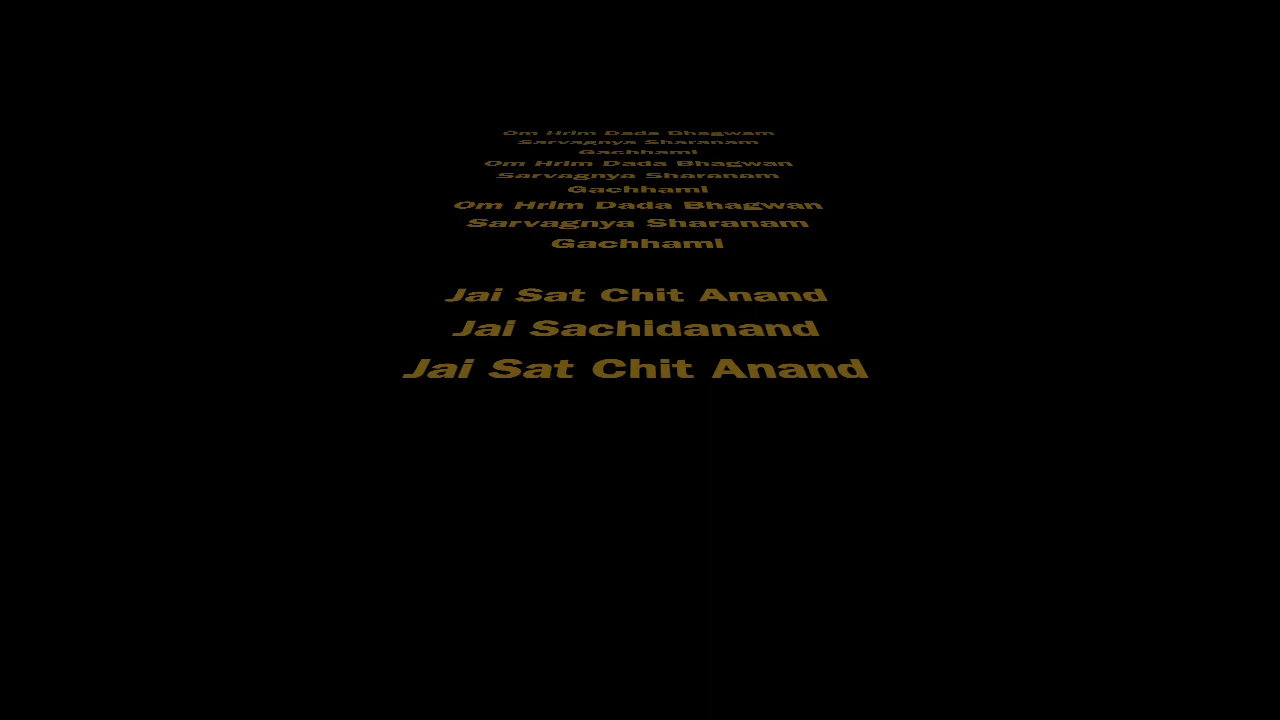 Om Hrim Dada Bhagwam
Sarvagnya Sharanam
Gachhami
Om Hrim Dada Bhagwan
Sarvagnya Sharanam
Gachhami
Om Hrim Dada Bhagwan
Sarvagnya Sharanam
Gachhami
Jai Sat Chit Anand
Jai Sachidanand
Jai Sat Chit Anand